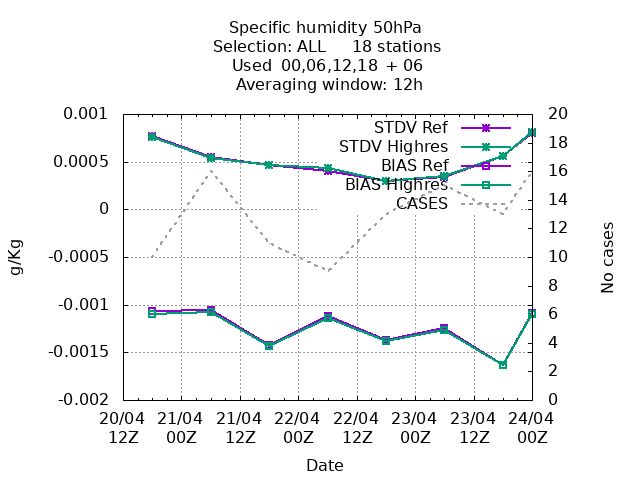 Specific humidity 50hPa
Selection: ALL 18 stations
Used 00,06,12,18 + 06
Averaging window: 12h
0.001
0.0005
0
-0.0005
-0.001
-0.0015
-0.002
g/Kg
STDV Ref
STDV Highres
BIAS Ref
BIAS Highres
CASES
20
18
16
14
12
10
8
6
4
2
0
No cases
20/04 21/04 21/04 22/04 22/04 23/04 23/04 24/04
12Z 00Z 12Z 00Z 12Z 00Z 12Z 00Z
Date